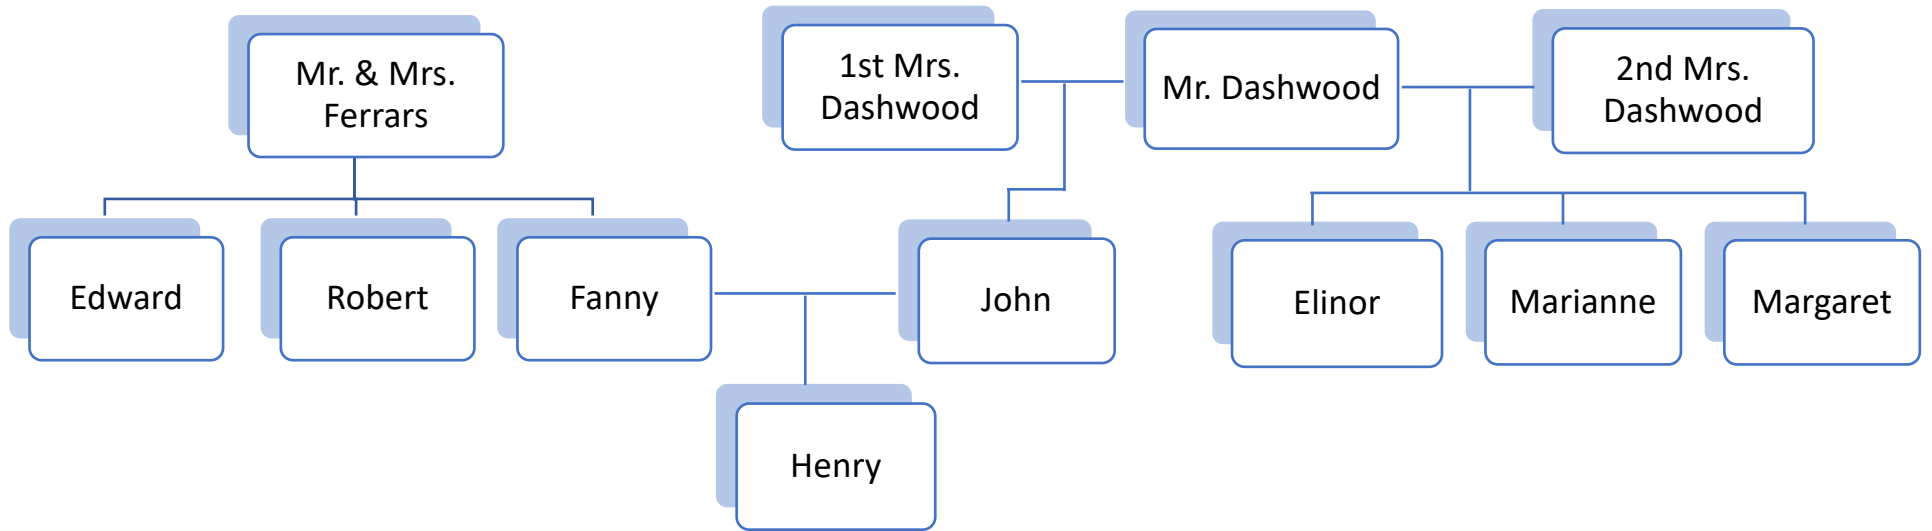 Mr. & Mrs.
Ferrars
1st Mrs.
Dashwood
Mr. Dashwood
2nd Mrs.
Dashwood
Edward
Robert
Fanny
John
Elinor
Marianne
Margaret
Henry